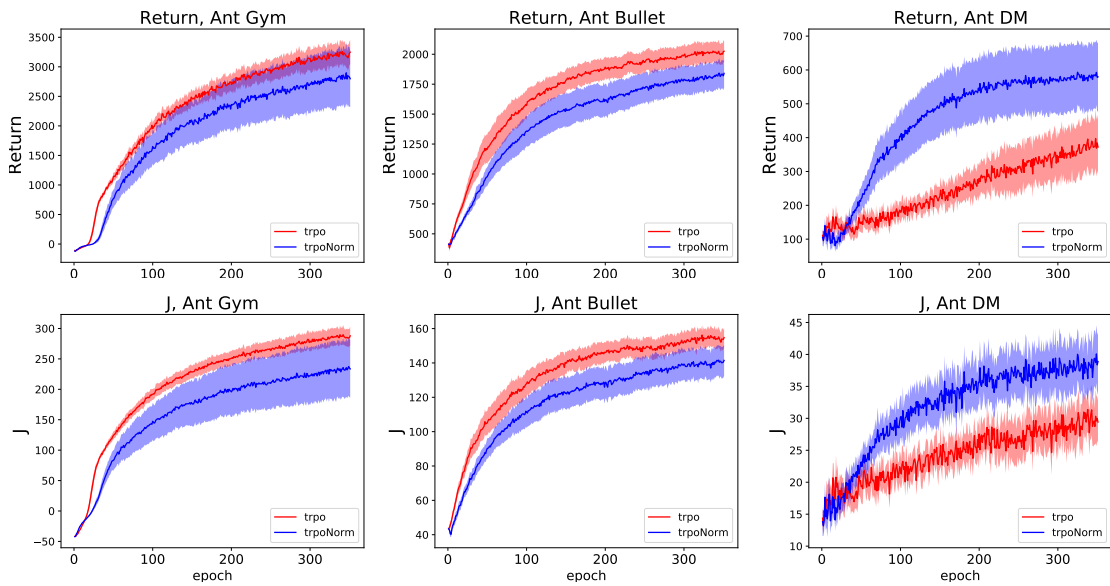 Return, Ant Gym
Return
3500
3000
2500
2000
1500
1000
500
0
0 100 200 300
trpo
trpoNorm
Return, Ant Bullet
Return
2000
1750
1500
1250
1000
750
500
0 100 200 300
trpo
trpoNorm
Return, Ant DM
Return
700
600
500
400
300
200
100
0 100 200 300
trpo
trpoNorm
J, Ant Gym
J
300
250
200
150
100
50
0
−50
0 100 200 300
epoch
trpo
trpoNorm
J, Ant Bullet
J
160
140
120
100
80
60
40
0 100 200 300
epoch
trpo
trpoNorm
J, Ant DM
J
45
40
35
30
25
20
15
10
0 100 200 300
epoch
trpo
trpoNorm